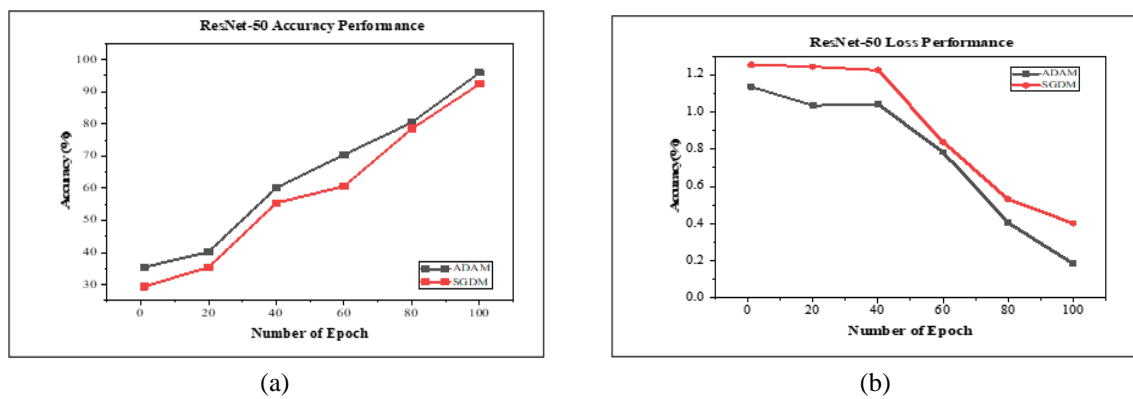 ResNet-50 Accuracy Performance
100
90
80
70
60
50
40
30
Accuracy (%)
ADAM
SGDM
0 20 40 60 80 100
Number of Epoch
(a)
ResNet-50 Loss Performance
1.2
1.0
0.8
0.6
0.4
0.2
0.0
Accuracy(%)
ADAM
SGDM
0 20 40 60 80 100
Number of Epoch
(b)